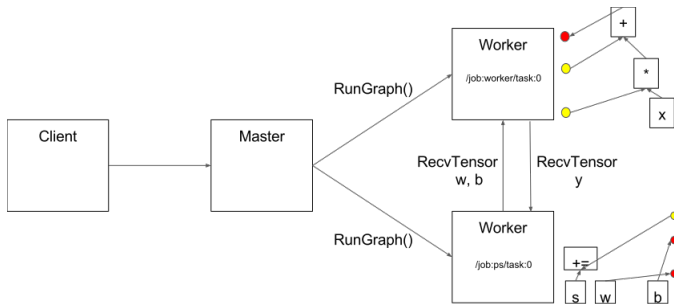 Client
Master
RunGraph()
RunGraph()
Worker
/job:worker/task:0
RecvTensor
w, b
RecvTensor
y
Worker
/job:ps/task:0
+
*
x
+=
s
w
b